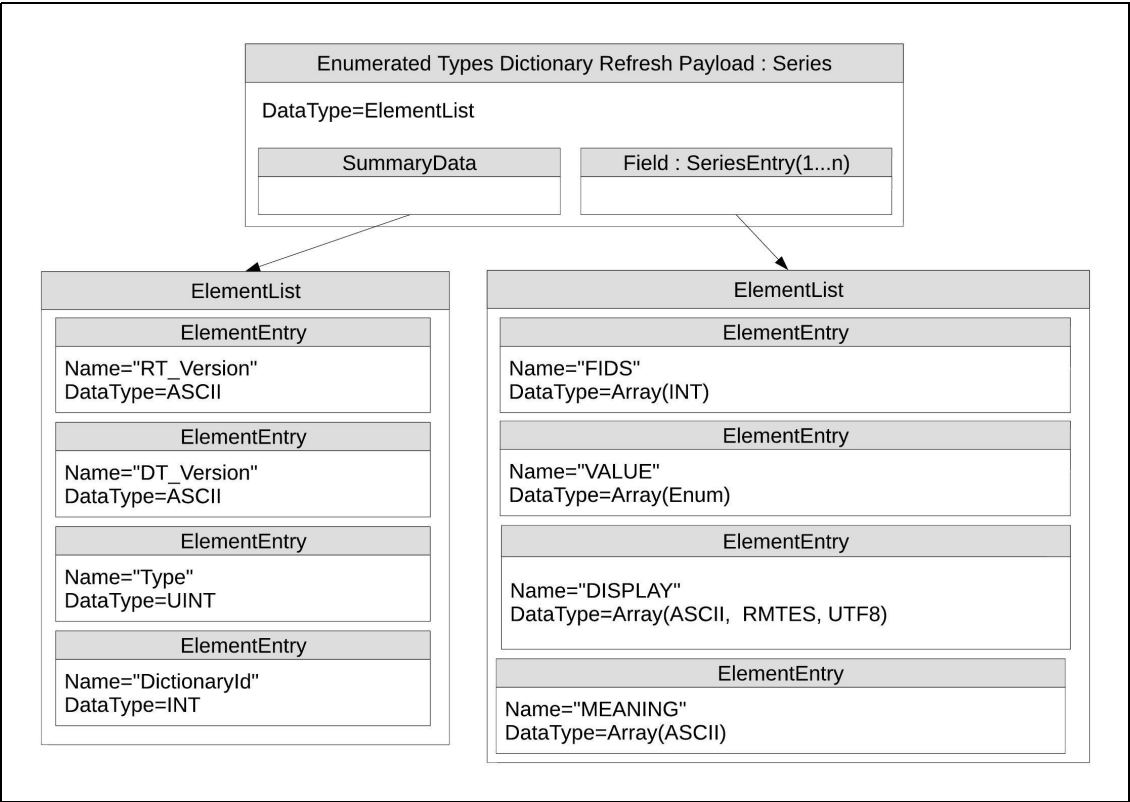 Enumerated Types Dictionary Refresh Payload : Series
DataType=ElementList
SummaryData
Field : SeriesEntry(1...n)
ElementList
ElementEntry
Name="RT_Version"
DataType=ASCII
ElementEntry
Name="DT_Version"
DataType=ASCII
ElementEntry
Name="Type"
DataType=UINT
ElementEntry
Name="DictionaryId"
DataType=INT
ElementList
ElementEntry
Name="FIDS"
DataType=Array(INT)
ElementEntry
Name="VALUE"
DataType=Array(Enum)
ElementEntry
Name="DISPLAY"
DataType=Array(ASCII, RMTES, UTF8)
ElementEntry
Name="MEANING"
DataType=Array(ASCII)